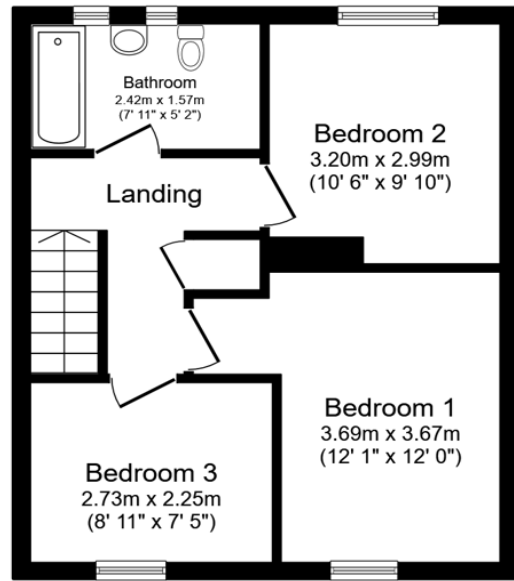 Bathroom
2.42m x 1.57m
(7' 11" x 5' 2")
Bedroom 2
3.20m x 2.99m
(10' 6" x 9' 10")
Landing
Bedroom 1
3.69m x 3.67m
(12' 1" x 12' 0")
Bedroom 3
2.73m x 2.25m
(8' 11" x 7' 5")